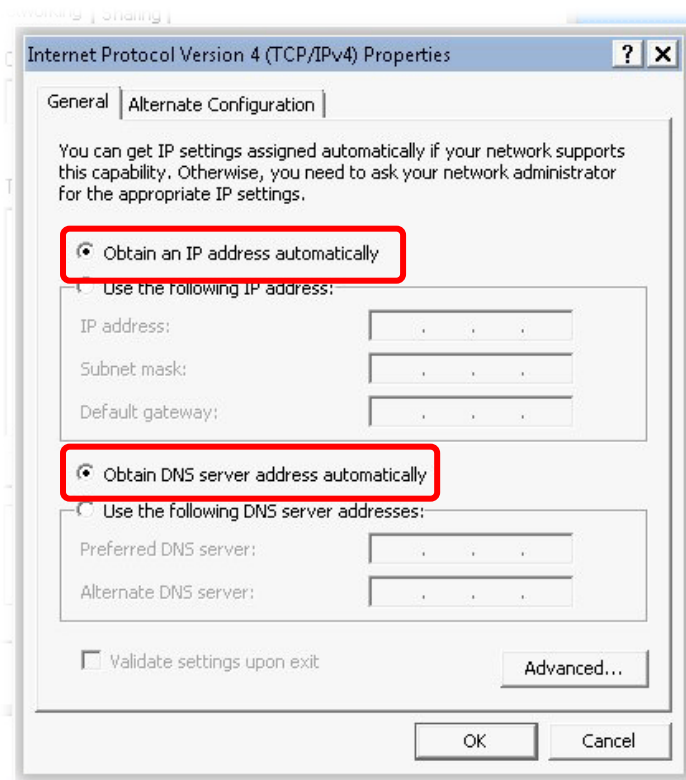 Sharing
Internet Protocol Version 4 (TCP/IPv4) Properties
General
Alternate Configuration
You can get IP settings assigned automatically if your network supports
this capability. Otherwise, you need to ask your network administrator
for the appropriate IP settings.
Obtain an IP address automatically
Use the following IP address:
IP address:
Subnet mask:
Default gateway:
Obtain DNS server address automatically
Use the following DNS server addresses:
Preferred DNS server:
Alternate DNS server:
Validate settings upon exit
Advanced...
OK
Cancel